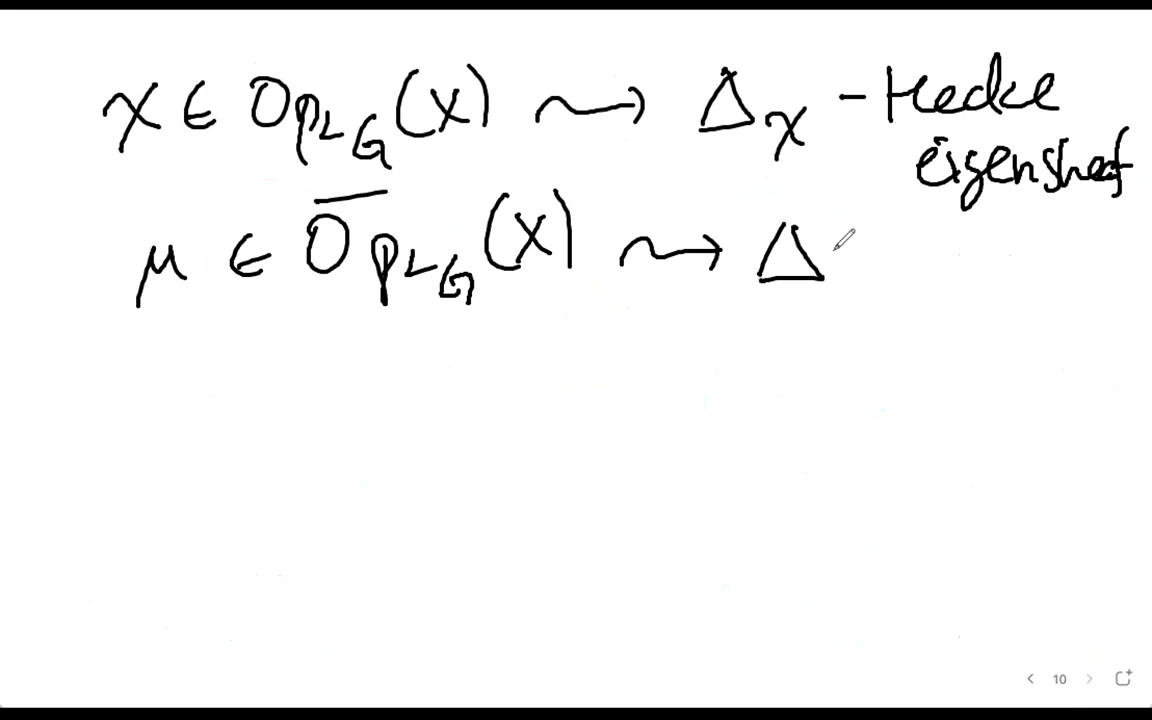 χ ∈ Op_{ᴸG}(X) ⇝ Δ_χ - Hecke
eigensheaf
μ ∈ \overline{Op}_{ᴸG}(X) ⇝ Δ
10